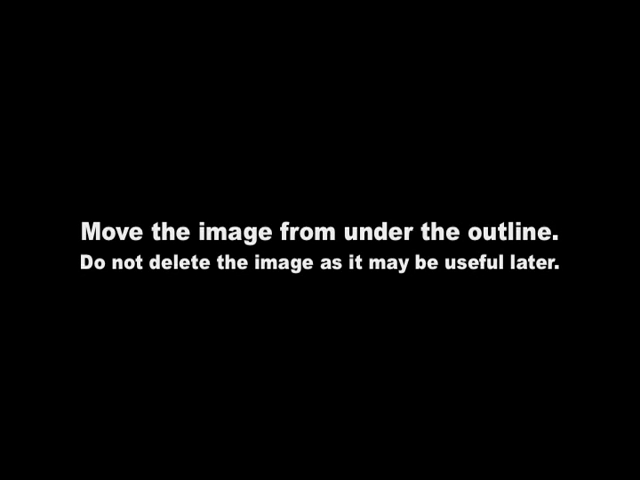 Move the image from under the outline.
Do not delete the image as it may be useful later.